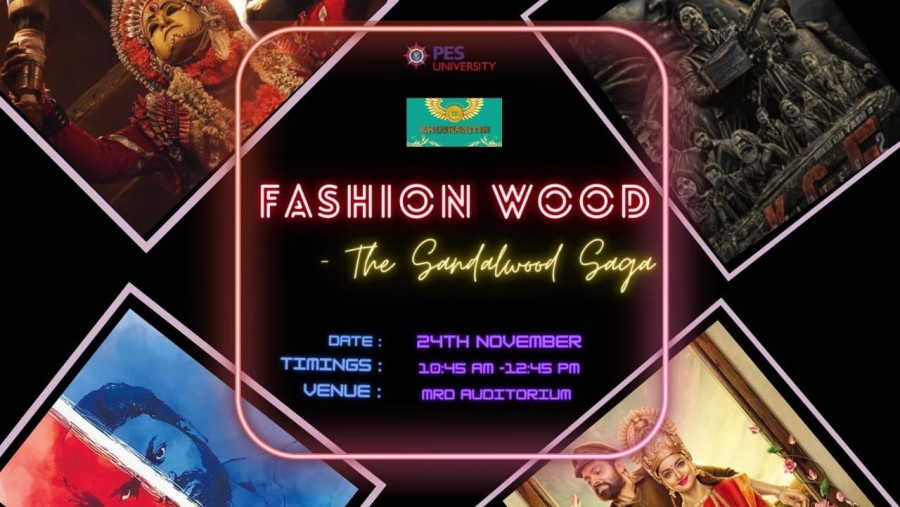 PES
UNIVERSITY
FASHION WOOD
- The Sandalwood Saga
DATE : 24TH NOVEMBER
TIMINGS : 10:45 AM -12:45 PM
VENUE : MRD AUDITORIUM
K.G.F